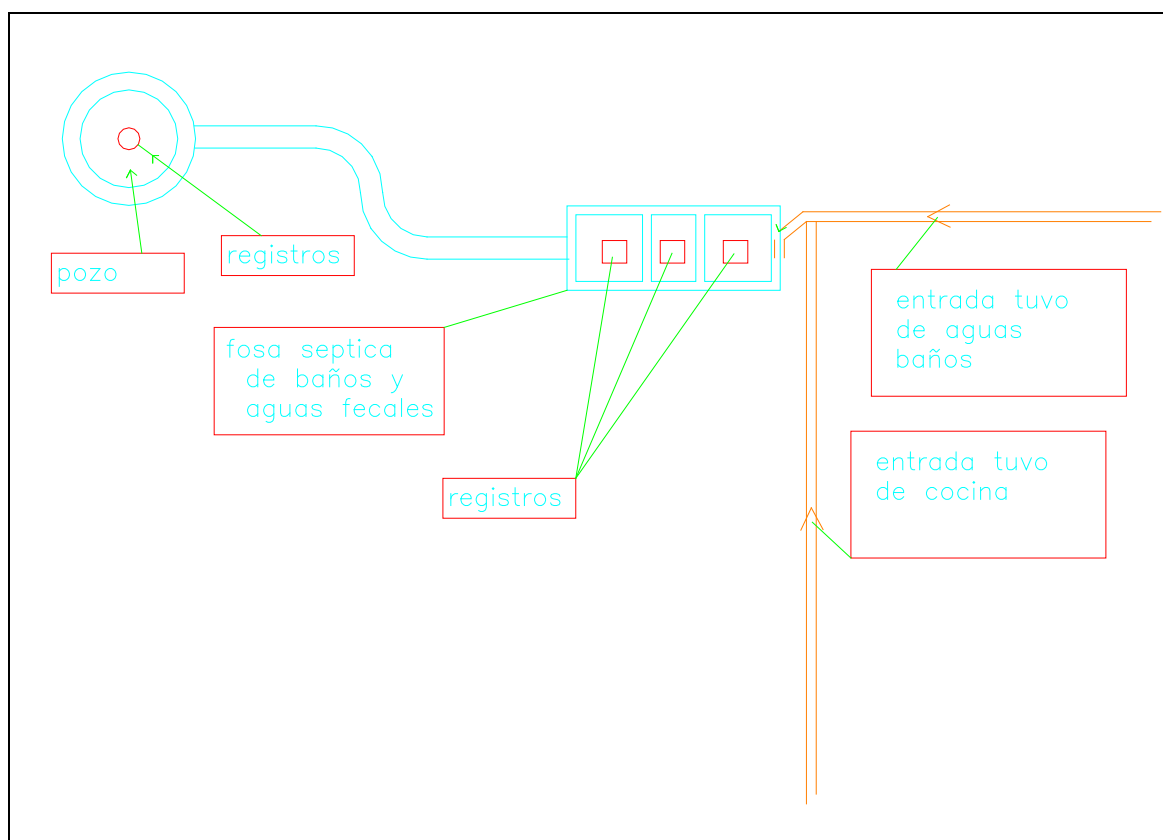 pozo
registros
fosa septica
de baños y
aguas fecales
registros
entrada tuvo
de aguas
baños
entrada tuvo
de cocina